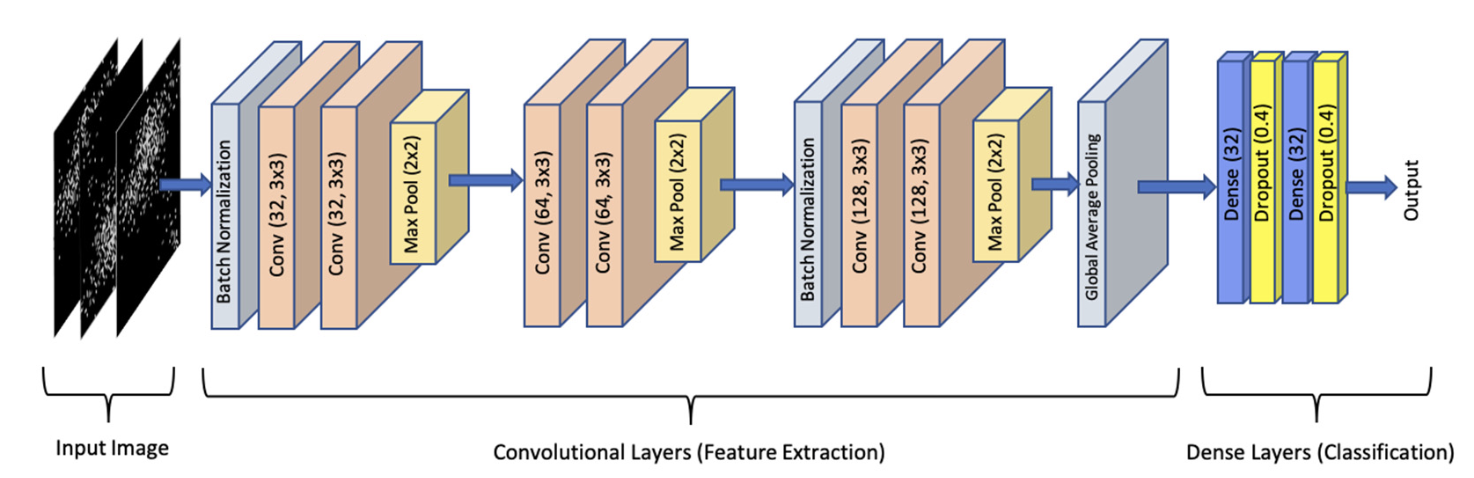 Batch Normalization
Conv (32, 3x3)
Conv (32, 3x3)
Max Pool (2x2)
Conv (64, 3x3)
Conv (64, 3x3)
Max Pool (2x2)
Batch Normalization
Conv (128, 3x3)
Conv (128, 3x3)
Max Pool (2x2)
Global Average Pooling
Dense (32)
Dropout (0.4)
Dense (32)
Dropout (0.4)
Output
Input Image
Convolutional Layers (Feature Extraction)
Dense Layers (Classification)